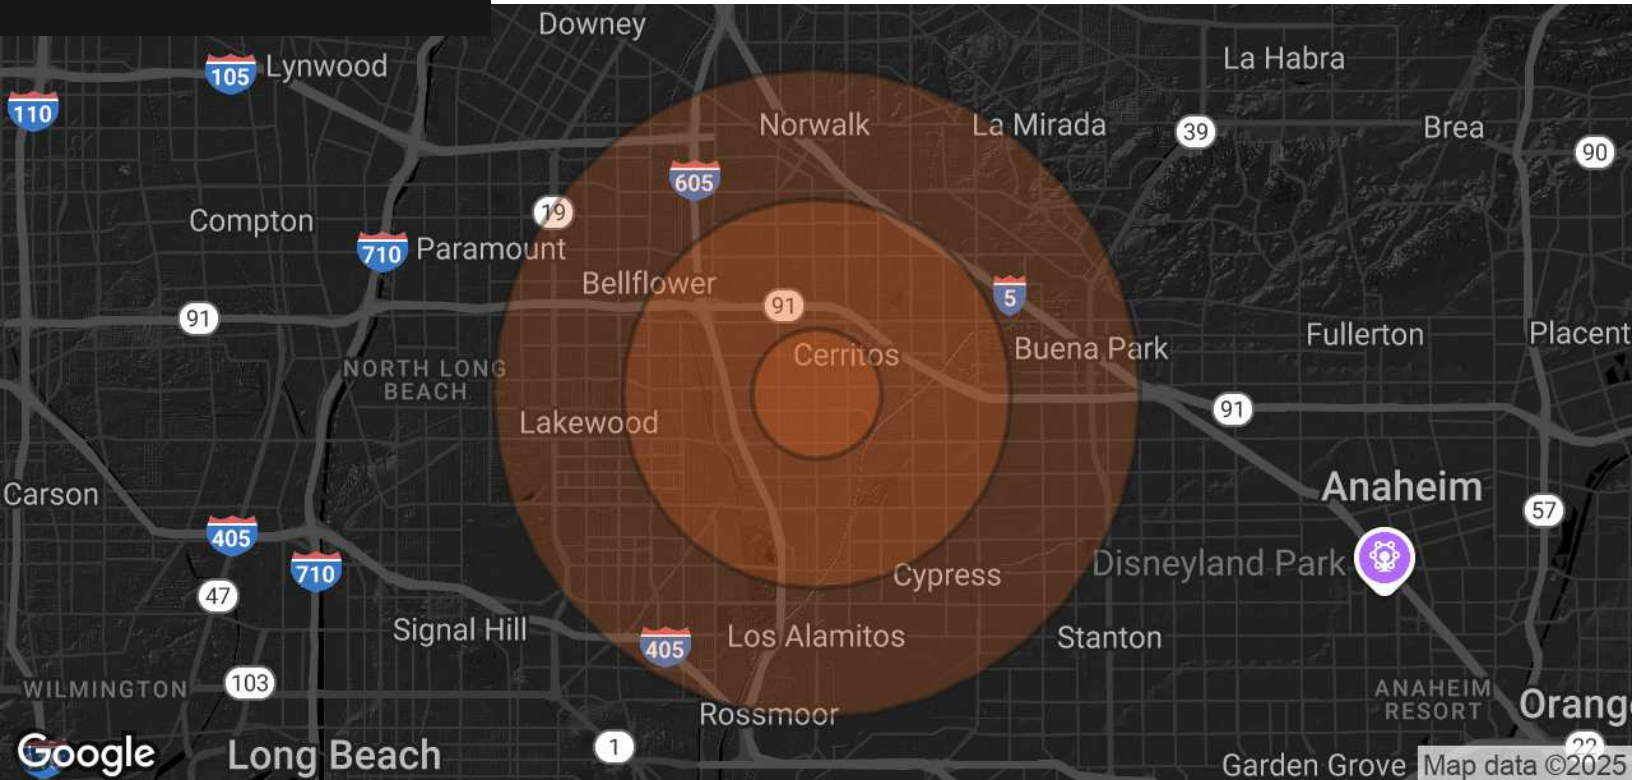 Downey
La Habra
105
Lynwood
110
Norwalk
La Mirada
39
Brea
90
605
19
Compton
710
Paramount
Bellflower
91
5
91
Cerritos
Buena Park
Fullerton
Placent
NORTH LONG
BEACH
91
Lakewood
Carson
Anaheim
57
405
710
Disneyland Park
Cypress
47
Signal Hill
405
Los Alamitos
Stanton
103
WILMINGTON
ANAHEIM
RESORT
Orang
Rossmoor
1
22
Google
Long Beach
Garden Grove
Map data ©2025